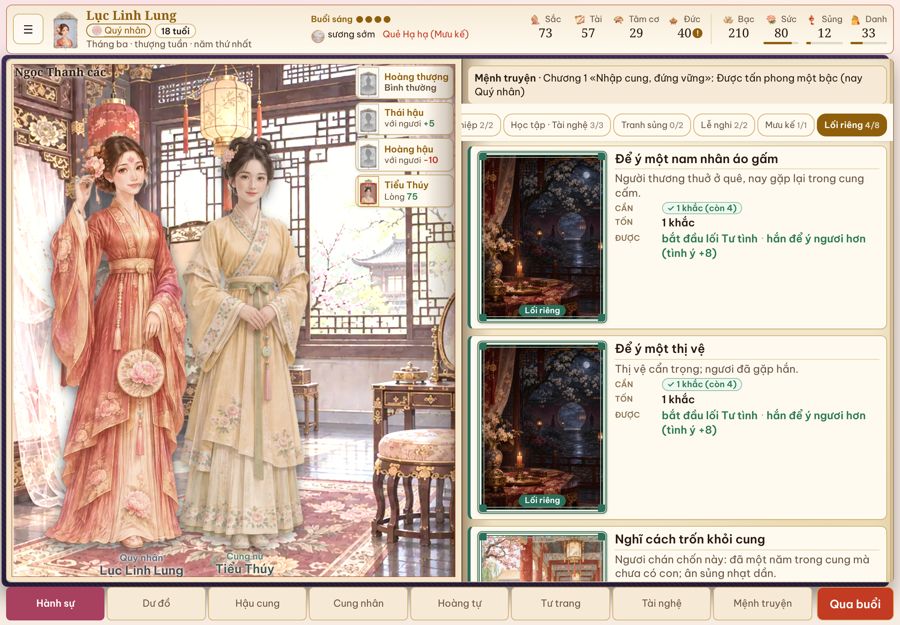 Lục Linh Lung
Quý nhân 18 tuổi
Tháng ba · thượng tuần · năm thứ nhất
Buổi sáng
sương sớm Quẻ Hạ hạ (Mưu kế)
Sắc 73
Tài 57
Tâm cơ 29
Đức 40
Bạc 210
Sức 80
Sủng 12
Danh 33
Ngọc Thanh các
Hoàng thượng
Bình thường
Thái hậu
với ngươi +5
Hoàng hậu
với ngươi −10
Tiểu Thúy
Lòng 75
Quý nhân
Lục Linh Lung
Cung nữ
Tiểu Thúy
Mệnh truyện · Chương 1 «Nhập cung, đứng vững»: Được tấn phong một bậc (nay
Quý nhân)
iệp 2/2
Học tập · Tài nghệ 3/3
Tranh sủng 0/2
Lễ nghi 2/2
Mưu kế 1/1
Lối riêng 4/8
Lối riêng
Để ý một nam nhân áo gấm
Người thương thuở ở quê, nay gặp lại trong cung
cấm.
CẦN ✓ 1 khắc (còn 4)
TỐN 1 khắc
ĐƯỢC bắt đầu lối Tư tình · hắn để ý ngươi hơn
(tình ý +8)
Lối riêng
Để ý một thị vệ
Thị vệ cẩn trọng; ngươi đã gặp hắn.
CẦN ✓ 1 khắc (còn 4)
TỐN 1 khắc
ĐƯỢC bắt đầu lối Tư tình · hắn để ý ngươi hơn
(tình ý +8)
Nghĩ cách trốn khỏi cung
Ngươi chán chốn này: đã một năm trong cung mà
chưa có con; ân sủng nhạt dần.
Hành sự
Dư đồ
Hậu cung
Cung nhân
Hoàng tự
Tư trang
Tài nghệ
Mệnh truyện
Qua buổi